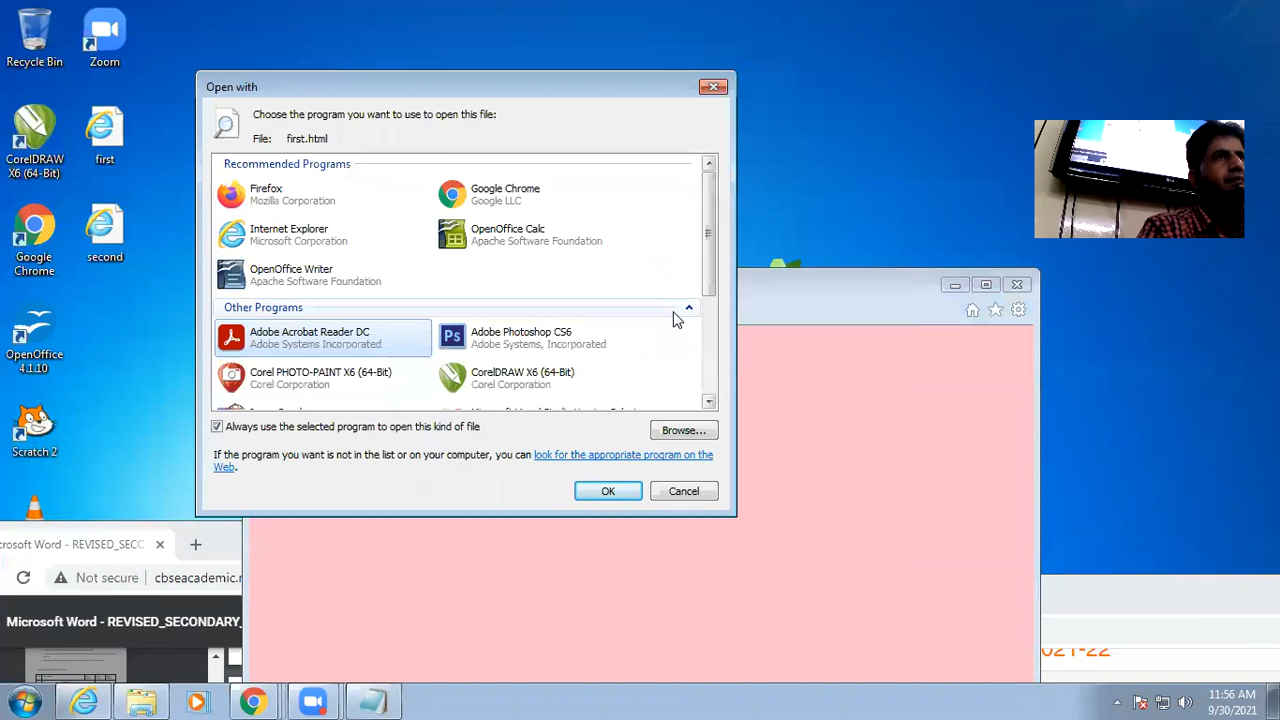 Recycle Bin
Zoom
CorelDRAW
X6 (64-Bit)
first
Google
Chrome
second
OpenOffice
4.1.10
Scratch 2
Open with
Choose the program you want to use to open this file:
File: first.html
Recommended Programs
Firefox
Mozilla Corporation
Google Chrome
Google LLC
Internet Explorer
Microsoft Corporation
OpenOffice Calc
Apache Software Foundation
OpenOffice Writer
Apache Software Foundation
Other Programs
Adobe Acrobat Reader DC
Adobe Systems Incorporated
Ps
Adobe Photoshop CS6
Adobe Systems, Incorporated
Corel PHOTO-PAINT X6 (64-Bit)
Corel Corporation
CorelDRAW X6 (64-Bit)
Corel Corporation
Always use the selected program to open this kind of file
Browse...
If the program you want is not in the list or on your computer, you can look for the appropriate program on the
Web.
OK
Cancel
crosoft Word - REVISED_SECC
Not secure
cbseacademic.r
Microsoft Word - REVISED_SECONDARY_
021-22
11:56 AM
9/30/2021